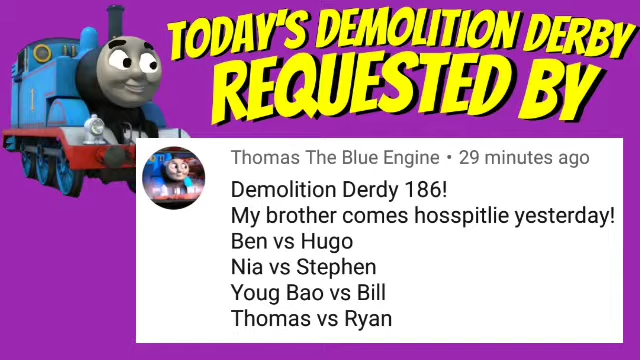 TODAY'S DEMOLITION DERBY
REQUESTED BY
Thomas The Blue Engine • 29 minutes ago
Demolition Derdy 186!
My brother comes hosspitlie yesterday!
Ben vs Hugo
Nia vs Stephen
Youg Bao vs Bill
Thomas vs Ryan
1